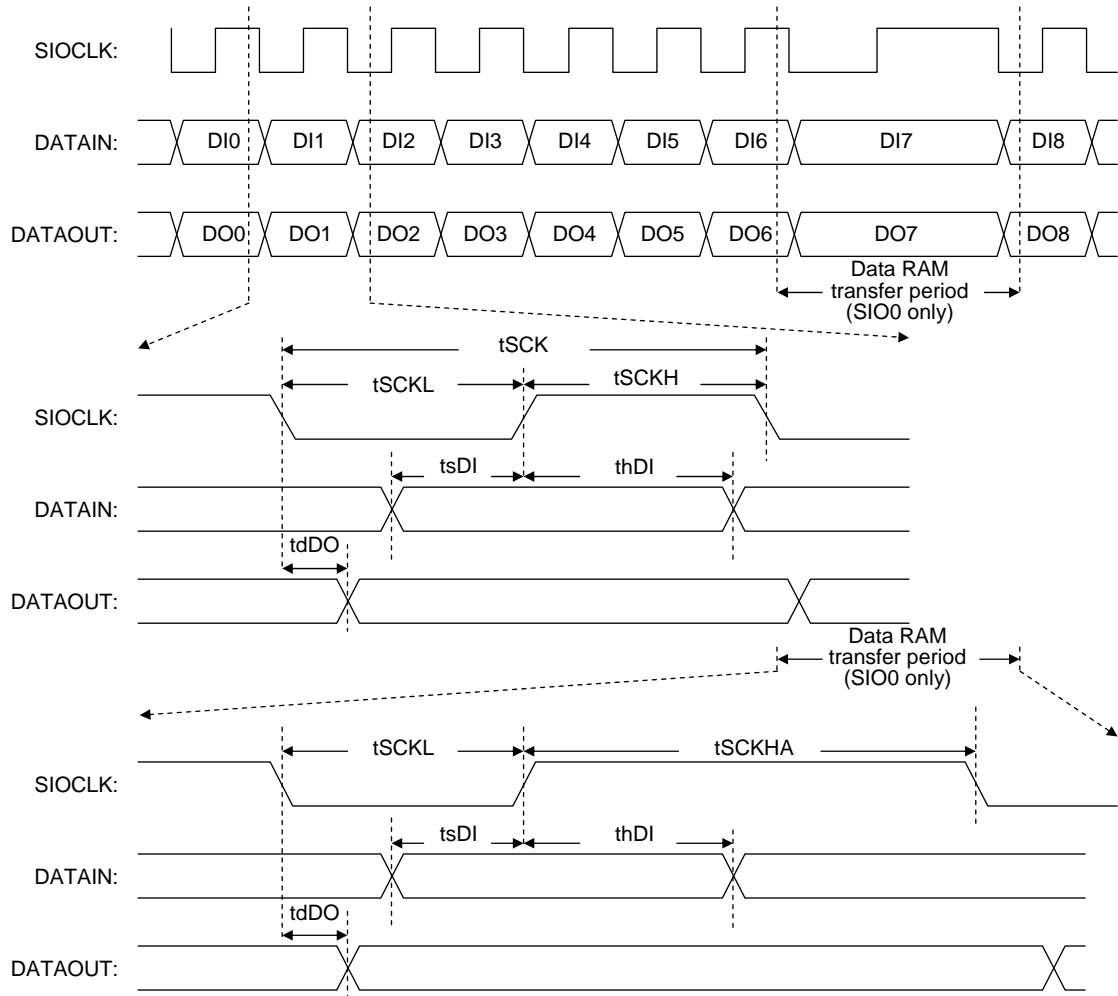 SIOCLK:
DATAIN: DI0 DI1 DI2 DI3 DI4 DI5 DI6 DI7 DI8
DATAOUT: DO0 DO1 DO2 DO3 DO4 DO5 DO6 DO7 DO8
Data RAM
transfer period
(SIO0 only)
tSCK
tSCKL tSCKH
SIOCLK:
tsDI thDI
DATAIN:
tdDO
DATAOUT:
Data RAM
transfer period
(SIO0 only)
tSCKL tSCKHA
SIOCLK:
tsDI thDI
DATAIN:
tdDO
DATAOUT: